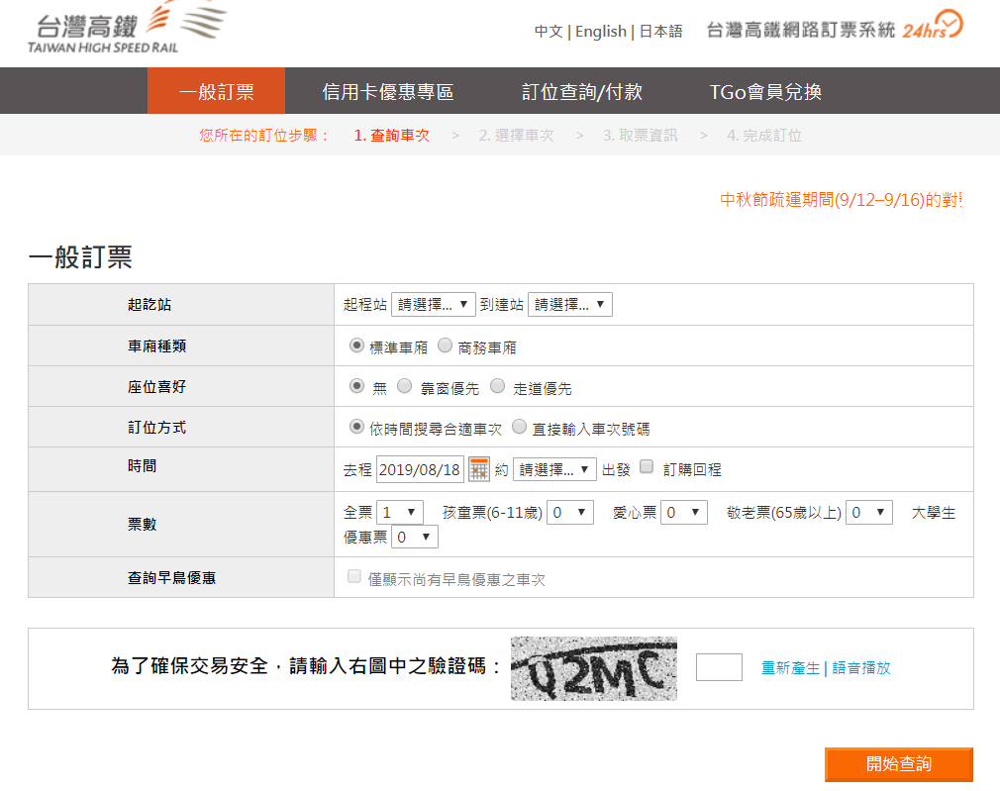 台灣高鐵
TAIWAN HIGH SPEED RAIL
中文 | English | 日本語
台灣高鐵網路訂票系統 24hrs
一般訂票 信用卡優惠專區 訂位查詢/付款 TGo會員兌換
您所在的訂位步驟： 1. 查詢車次 > 2. 選擇車次 > 3. 取票資訊 > 4. 完成訂位
中秋節疏運期間(9/12–9/16)的對
一般訂票
起訖站 起程站 請選擇... 到達站 請選擇...
車廂種類 標準車廂 商務車廂
座位喜好 無 靠窗優先 走道優先
訂位方式 依時間搜尋合適車次 直接輸入車次號碼
時間 去程 2019/08/18 約 請選擇... 出發 訂購回程
票數 全票 1 孩童票(6-11歲) 0 愛心票 0 敬老票(65歲以上) 0 大學生
優惠票 0
查詢早鳥優惠 僅顯示尚有早鳥優惠之車次
為了確保交易安全，請輸入右圖中之驗證碼： Q2MC 重新產生 | 語音播放
開始查詢